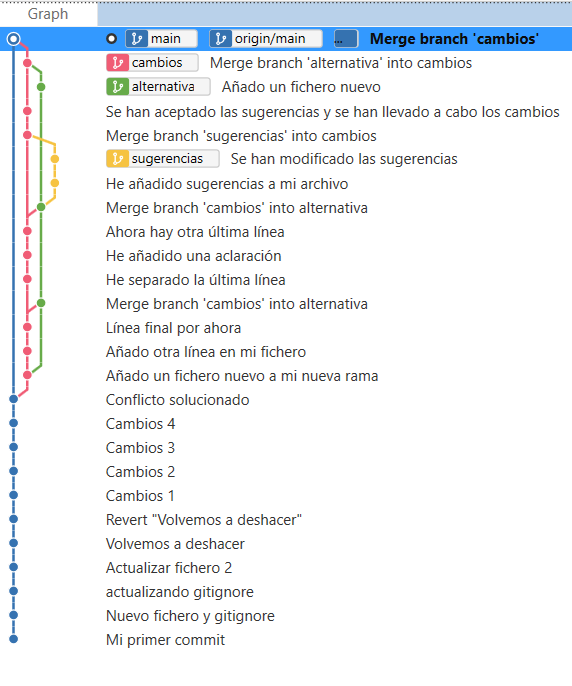 Graph
main origin/main ... Merge branch 'cambios'
cambios Merge branch 'alternativa' into cambios
alternativa Añado un fichero nuevo
Se han aceptado las sugerencias y se han llevado a cabo los cambios
Merge branch 'sugerencias' into cambios
sugerencias Se han modificado las sugerencias
He añadido sugerencias a mi archivo
Merge branch 'cambios' into alternativa
Ahora hay otra última línea
He añadido una aclaración
He separado la última línea
Merge branch 'cambios' into alternativa
Línea final por ahora
Añado otra línea en mi fichero
Añado un fichero nuevo a mi nueva rama
Conflicto solucionado
Cambios 4
Cambios 3
Cambios 2
Cambios 1
Revert "Volvemos a deshacer"
Volvemos a deshacer
Actualizar fichero 2
actualizando gitignore
Nuevo fichero y gitignore
Mi primer commit